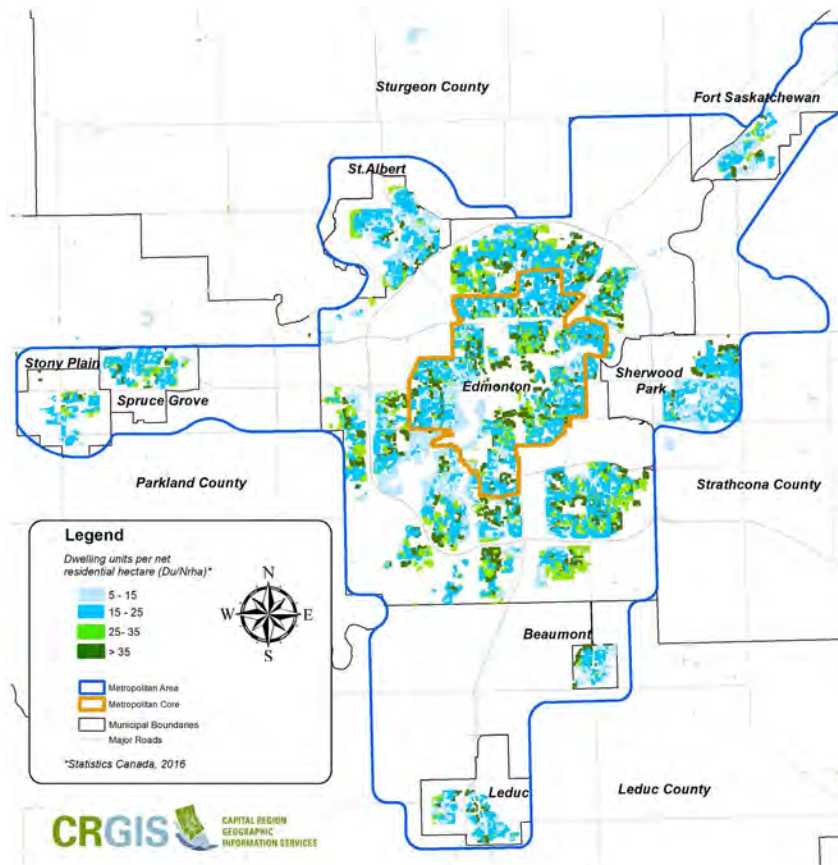 Sturgeon County
Fort Saskatchewan
St.Albert
Stony Plain
Spruce Grove
Edmonton
Sherwood
Park
Parkland County
Strathcona County
Legend
Dwelling units per net
residential hectare (Du/Nrha)*
5 - 15
15 - 25
25- 35
> 35
N
W
E
S
Metropolitan Area
Metropolitan Core
Municipal Boundaries
Major Roads
*Statistics Canada, 2016
Beaumont
Leduc
Leduc County
CRGIS
CAPITAL REGION
GEOGRAPHIC
INFORMATION SERVICES